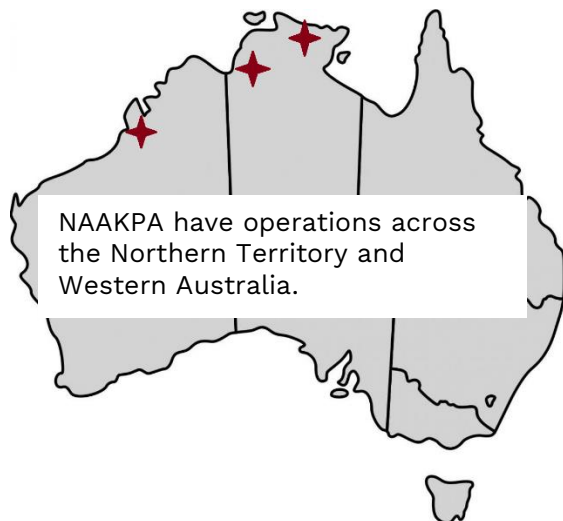 NAAKPA have operations across
the Northern Territory and
Western Australia.